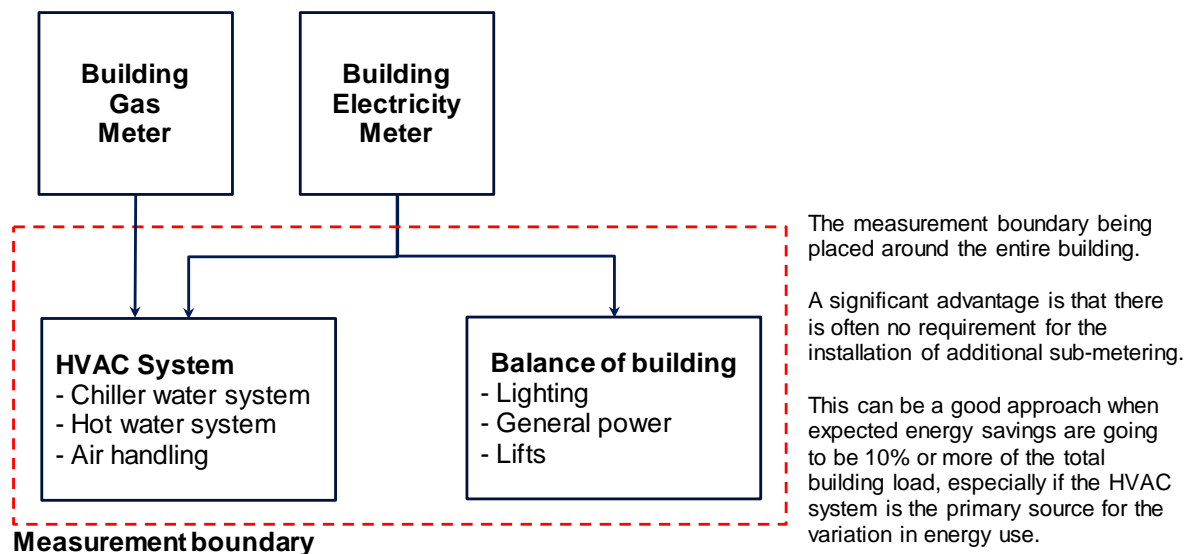 Building
Gas
Meter
Building
Electricity
Meter
HVAC System
- Chiller water system
- Hot water system
- Air handling
Balance of building
- Lighting
- General power
- Lifts
Measurement boundary
The measurement boundary being
placed around the entire building.
A significant advantage is that there
is often no requirement for the
installation of additional sub-metering.
This can be a good approach when
expected energy savings are going
to be 10% or more of the total
building load, especially if the HVAC
system is the primary source for the
variation in energy use.